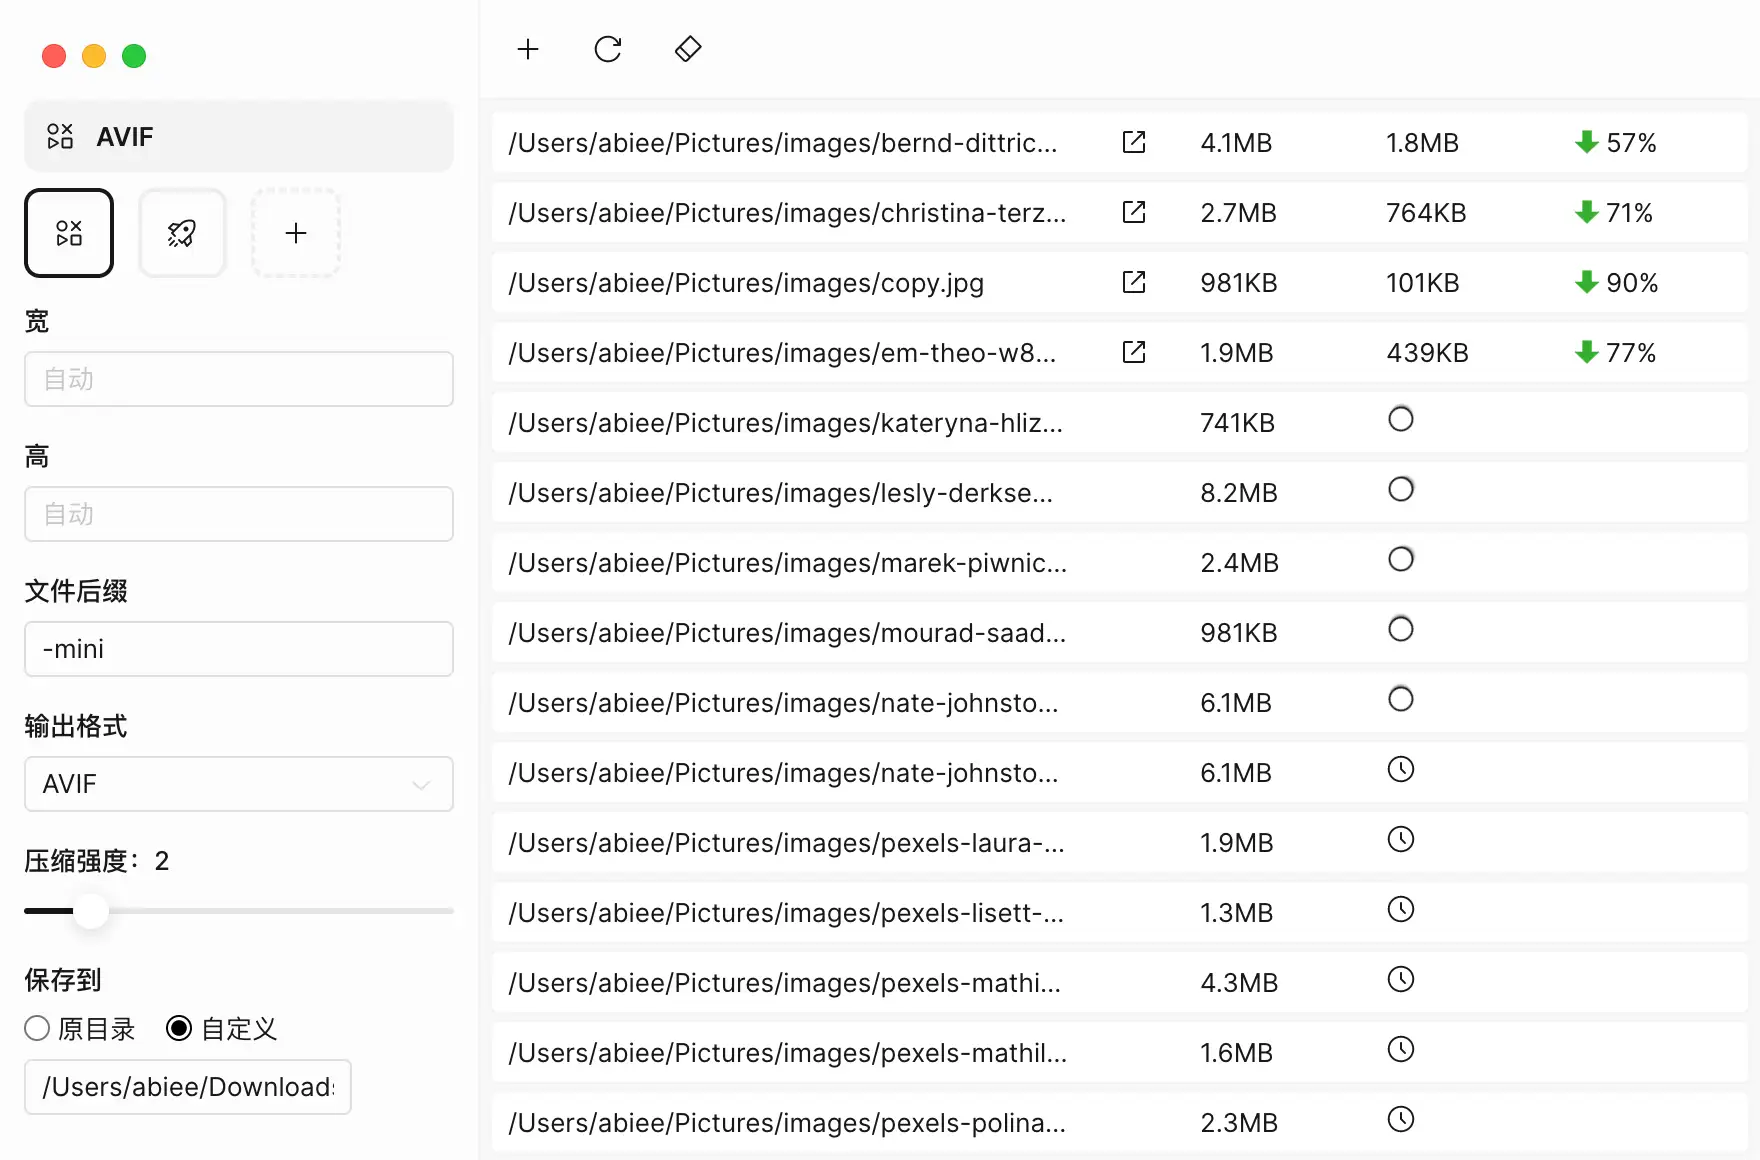 AVIF
宽
自动
高
自动
文件后缀
-mini
输出格式
AVIF
压缩强度：2
保存到
原目录 自定义
/Users/abiee/Downloads
/Users/abiee/Pictures/images/bernd-dittric... 4.1MB 1.8MB 57%
/Users/abiee/Pictures/images/christina-terz... 2.7MB 764KB 71%
/Users/abiee/Pictures/images/copy.jpg 981KB 101KB 90%
/Users/abiee/Pictures/images/em-theo-w8... 1.9MB 439KB 77%
/Users/abiee/Pictures/images/kateryna-hliz... 741KB
/Users/abiee/Pictures/images/lesly-derkse... 8.2MB
/Users/abiee/Pictures/images/marek-piwnic... 2.4MB
/Users/abiee/Pictures/images/mourad-saad... 981KB
/Users/abiee/Pictures/images/nate-johnsto... 6.1MB
/Users/abiee/Pictures/images/nate-johnsto... 6.1MB
/Users/abiee/Pictures/images/pexels-laura-... 1.9MB
/Users/abiee/Pictures/images/pexels-lisett-... 1.3MB
/Users/abiee/Pictures/images/pexels-mathi... 4.3MB
/Users/abiee/Pictures/images/pexels-mathil... 1.6MB
/Users/abiee/Pictures/images/pexels-polina... 2.3MB